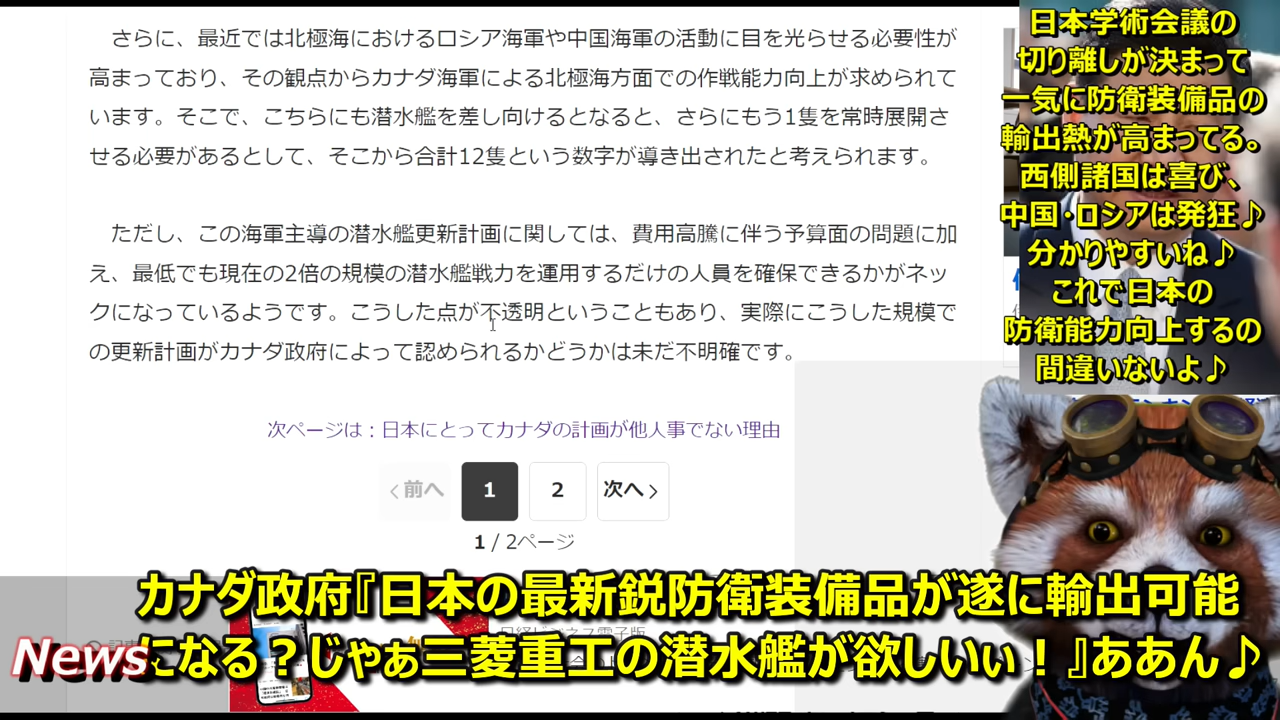 さらに、最近では北極海におけるロシア海軍や中国海軍の活動に目を光らせる必要性が
高まっており、その観点からカナダ海軍による北極海方面での作戦能力向上が求められて
います。そこで、こちらにも潜水艦を差し向けるとなると、さらにもう1隻を常時展開さ
せる必要があるとして、そこから合計12隻という数字が導き出されたと考えられます。
ただし、この海軍主導の潜水艦更新計画に関しては、費用高騰に伴う予算面の問題に加
え、最低でも現在の2倍の規模の潜水艦戦力を運用するだけの人員を確保できるかがネッ
クになっているようです。こうした点が不透明ということもあり、実際にこうした規模で
の更新計画がカナダ政府によって認められるかどうかは未だ不明確です。
次ページは：日本にとってカナダの計画が他人事でない理由
前へ 1 2 次へ
1 / 2ページ
日本学術会議の
切り離しが決まって
一気に防衛装備品の
輸出熱が高まってる。
西側諸国は喜び、
中国・ロシアは発狂♪
分かりやすいね♪
これで日本の
防衛能力向上するの
間違いないよ♪
カナダ政府『日本の最新鋭防衛装備品が遂に輸出可能
になる？じゃぁ三菱重工の潜水艦が欲しいぃ！』ああん♪
News